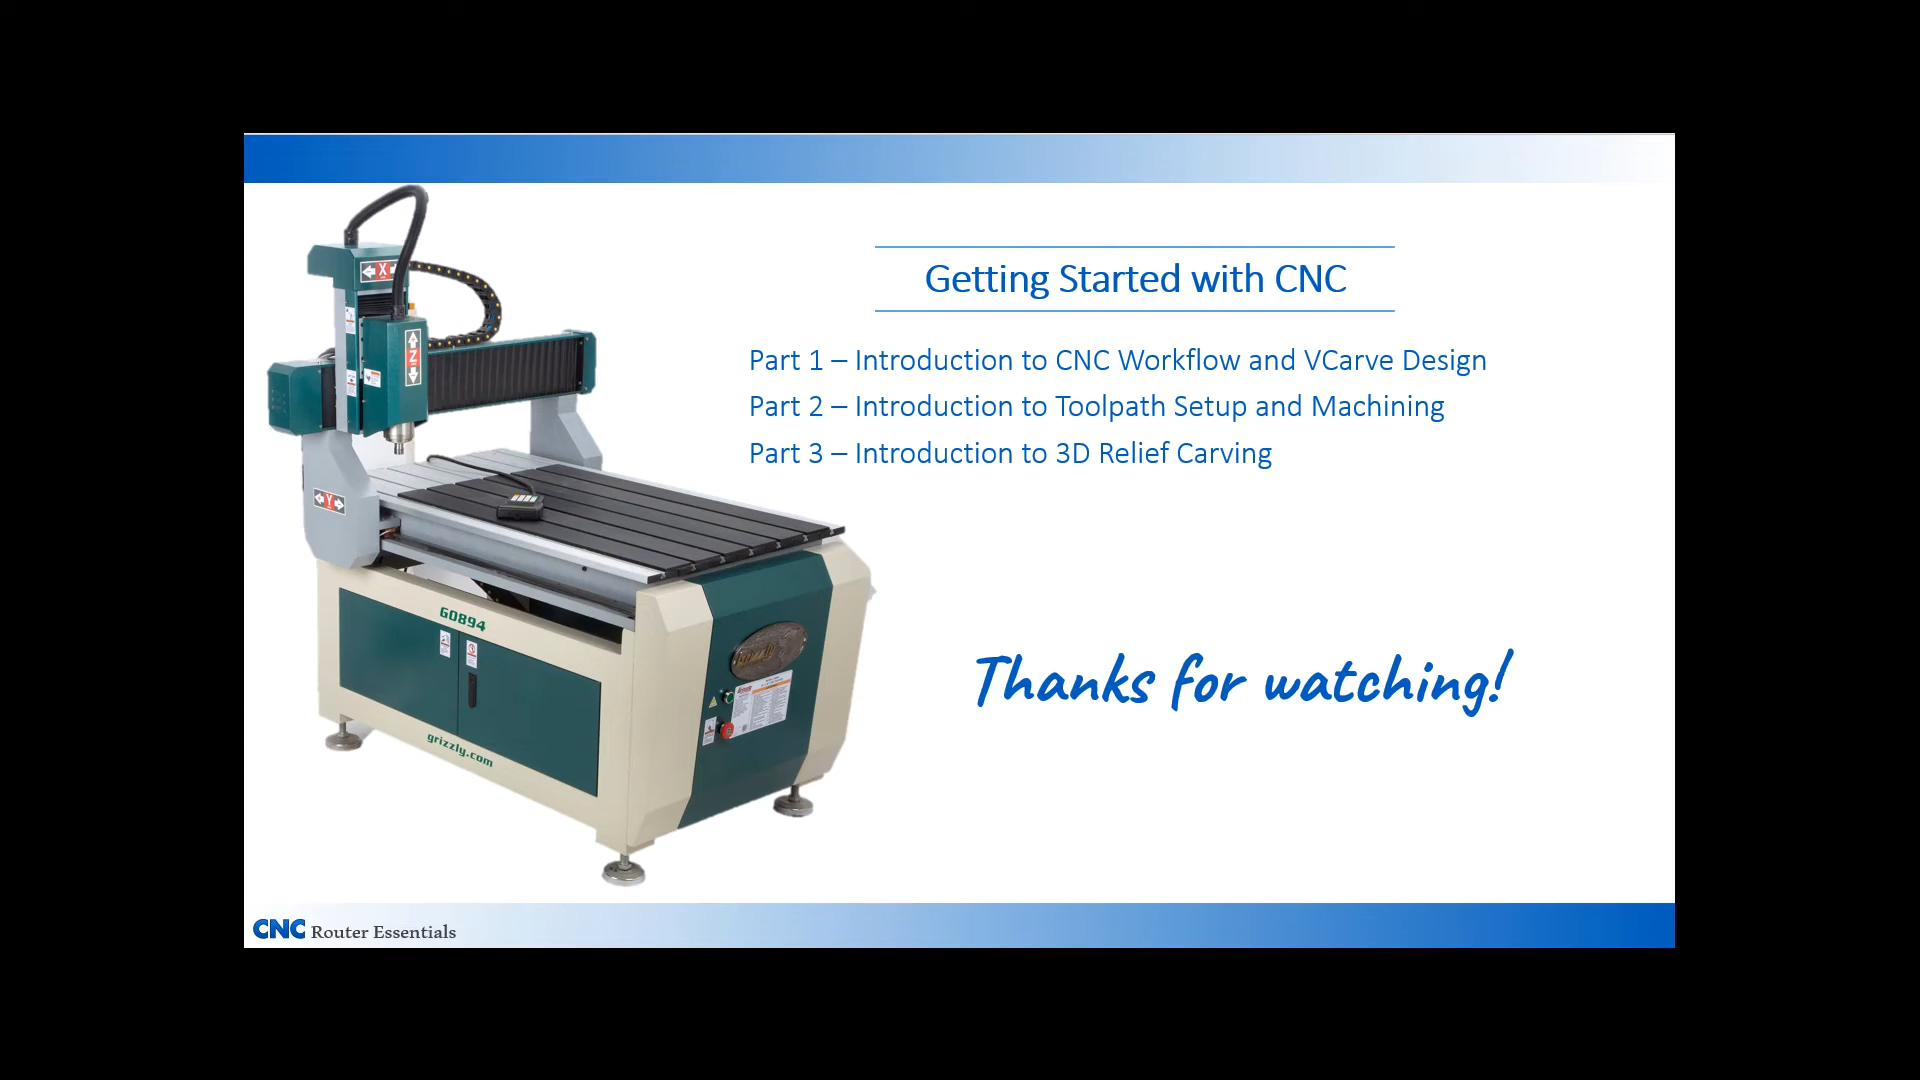 Getting Started with CNC
Part 1 – Introduction to CNC Workflow and VCarve Design
Part 2 – Introduction to Toolpath Setup and Machining
Part 3 – Introduction to 3D Relief Carving
X
Z
Y
G0894
Grizzly
grizzly.com
Thanks for watching!
CNC Router Essentials